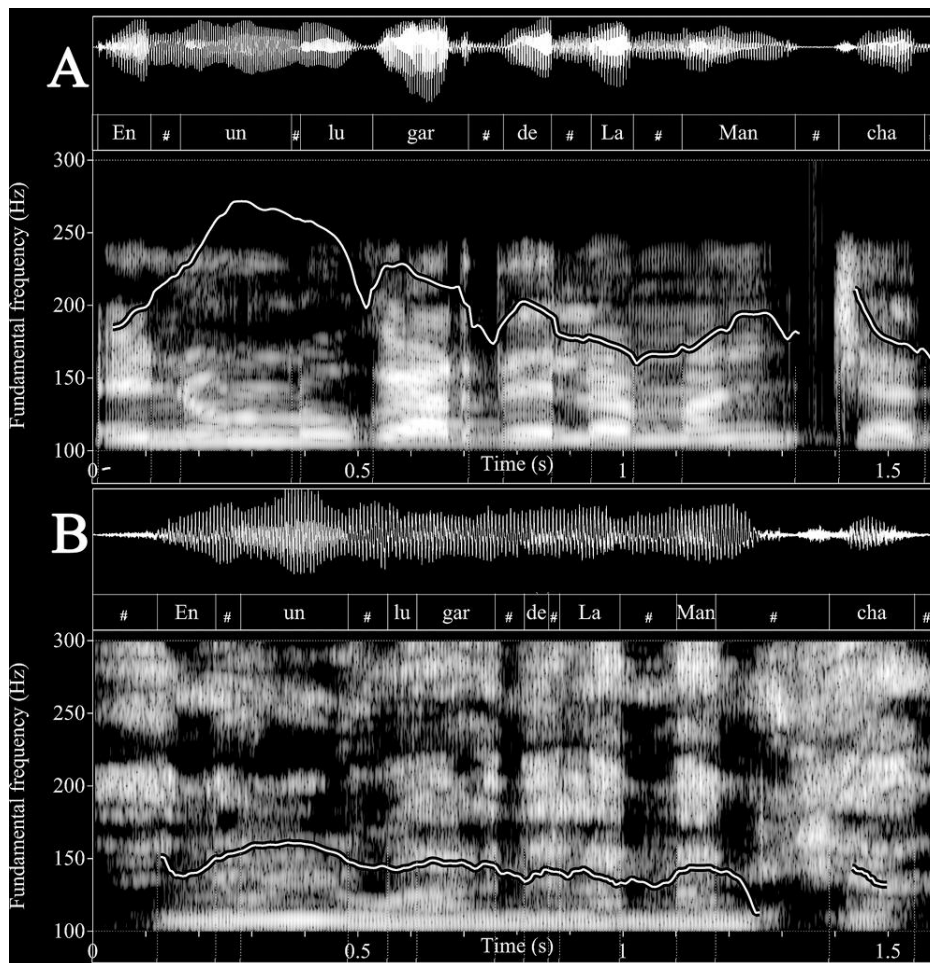 A
En # un # lu gar # de # La # Man # cha
300
250
200
150
100
Fundamental frequency (Hz)
0 0.5 Time (s) 1 1.5
B
# En # un # lu gar # de # La # Man # cha #
300
250
200
150
100
Fundamental frequency (Hz)
0 0.5 Time (s) 1 1.5